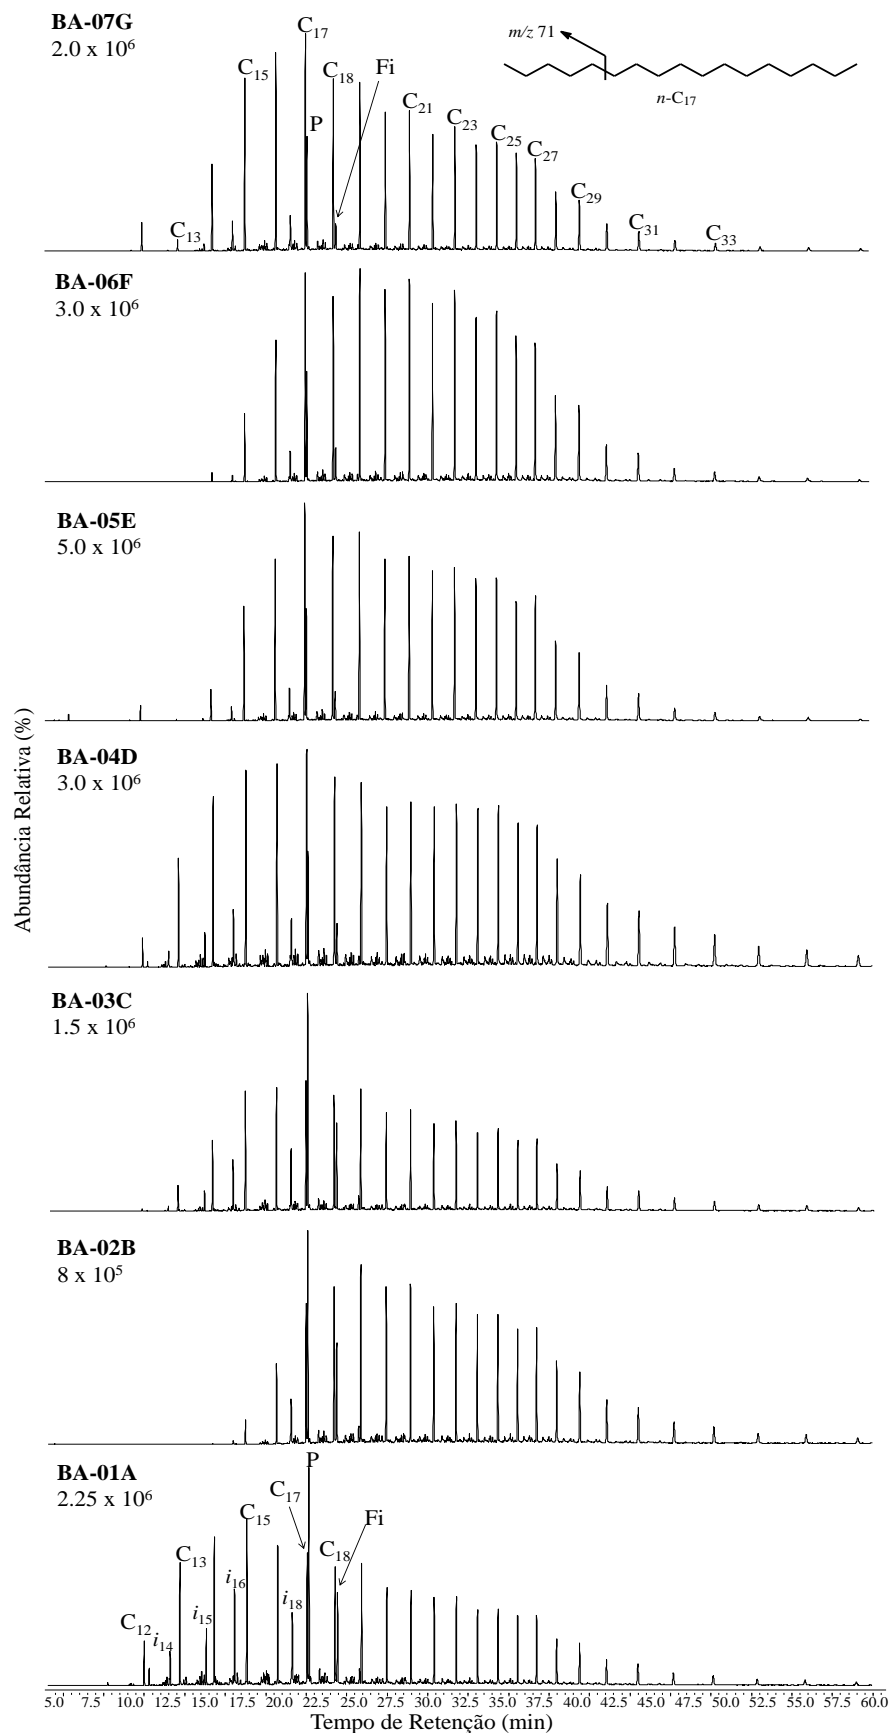 BA-07G
2.0 x 10⁶
C₁₃
C₁₅
C₁₇
P
C₁₈
Fi
C₂₁
C₂₃
C₂₅
C₂₇
C₂₉
C₃₁
C₃₃
m/z 71
n-C₁₇
BA-06F
3.0 x 10⁶
BA-05E
5.0 x 10⁶
BA-04D
3.0 x 10⁶
BA-03C
1.5 x 10⁶
BA-02B
8 x 10⁵
BA-01A
2.25 x 10⁶
C₁₂
i₁₄
C₁₃
i₁₅
i₁₆
C₁₅
i₁₈
C₁₇
P
C₁₈
Fi
Abundância Relativa (%)
5.0 7.5 10.0 12.5 15.0 17.5 20.0 22.5 25.0 27.5 30.0 32.5 35.0 37.5 40.0 42.5 45.0 47.5 50.0 52.5 55.0 57.5 60.0
Tempo de Retenção (min)